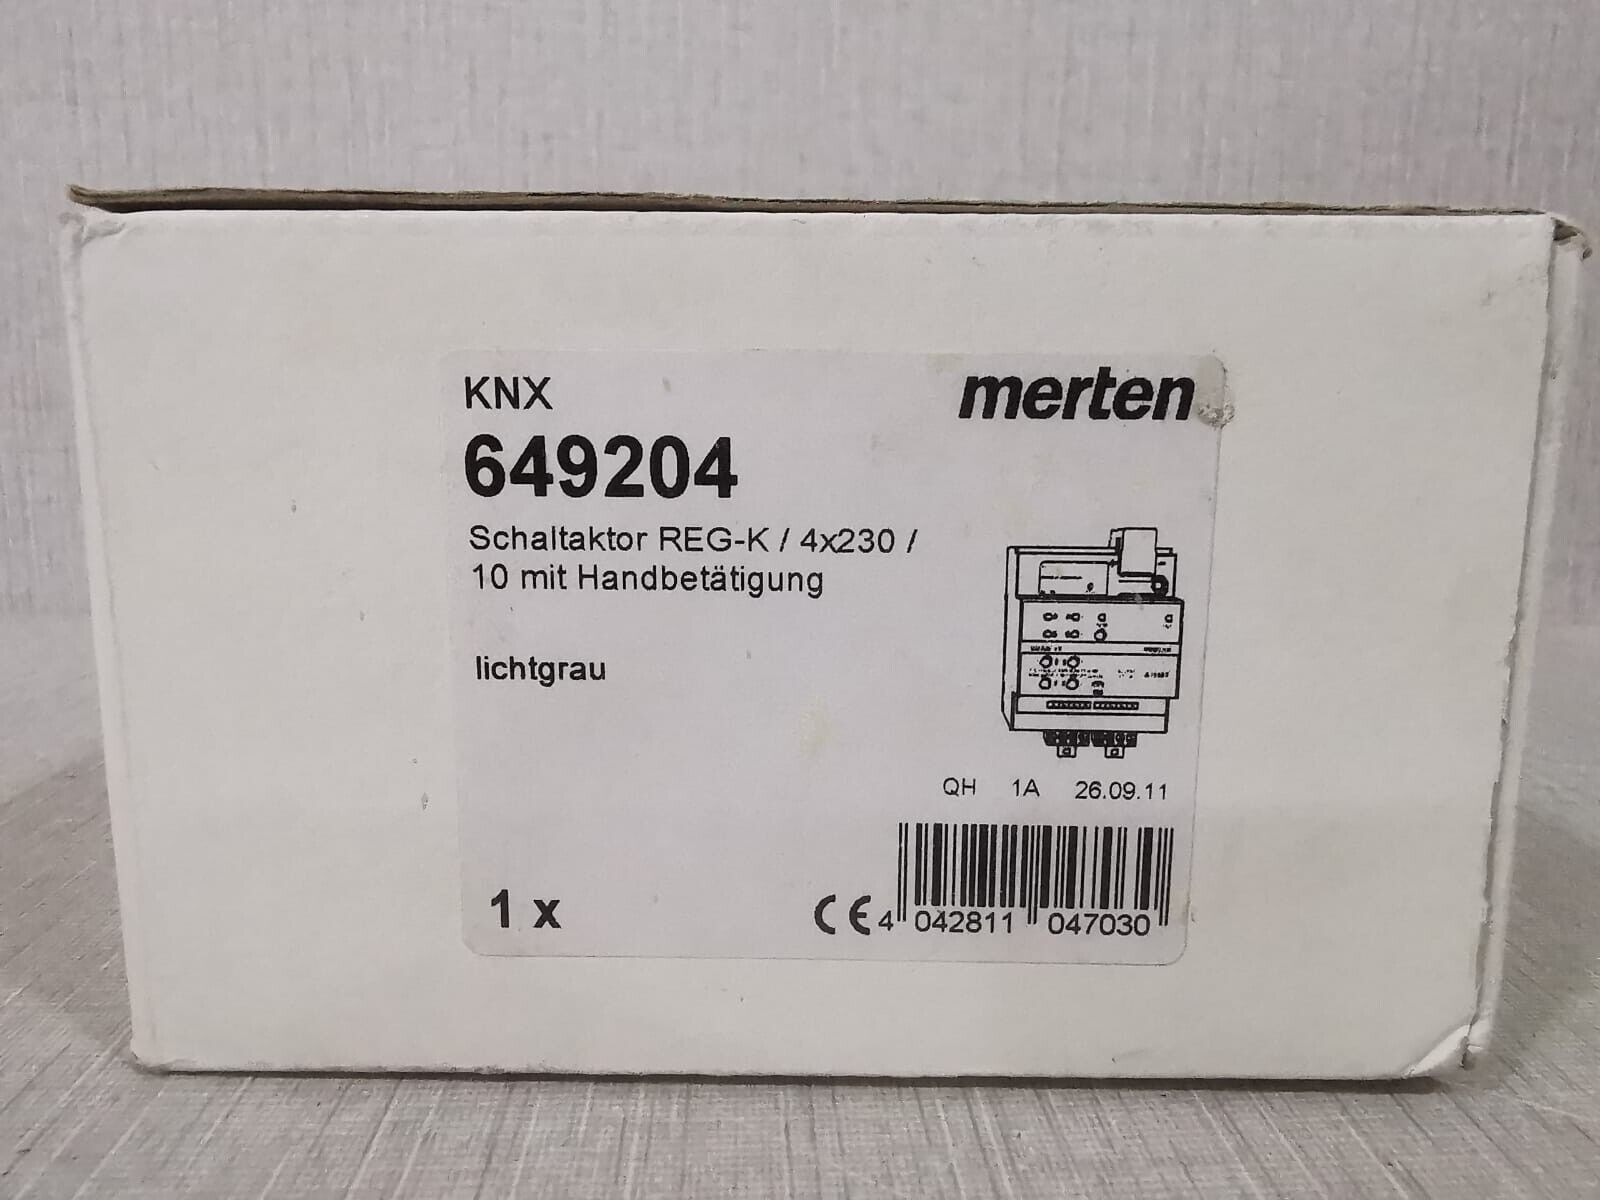 KNX
merten
649204
Schaltaktor REG-K / 4x230 /
10 mit Handbetätigung
lichtgrau
QH 1A 26.09.11
1 x
CE
4 042811 047030